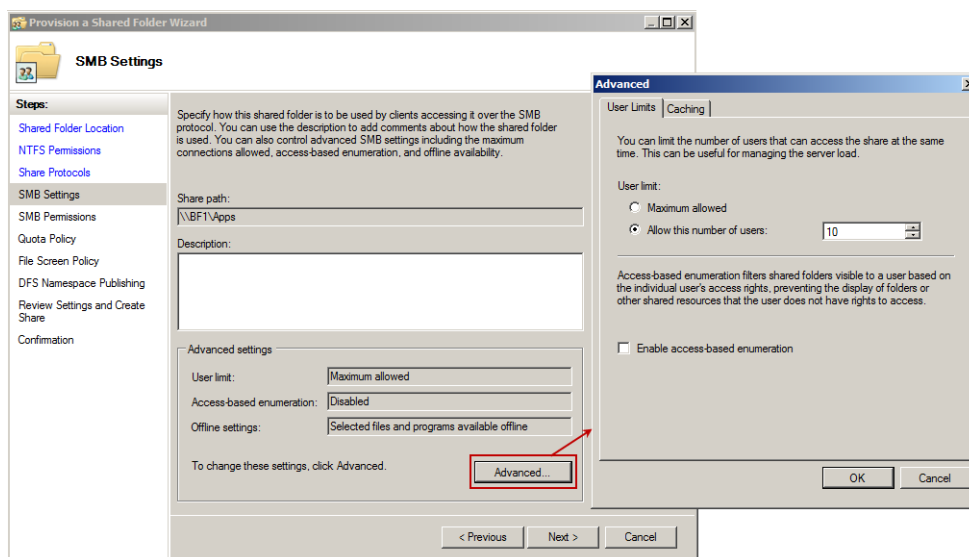 Provision a Shared Folder Wizard
SMB Settings
Steps:
Shared Folder Location
NTFS Permissions
Share Protocols
SMB Settings
SMB Permissions
Quota Policy
File Screen Policy
DFS Namespace Publishing
Review Settings and Create
Share
Confirmation
Specify how this shared folder is to be used by clients accessing it over the SMB
protocol. You can use the description to add comments about how the shared folder
is used. You can also control advanced SMB settings including the maximum
connections allowed, access-based enumeration, and offline availability.
Share path:
\\BF1\Apps
Description:
Advanced settings
User limit:
Maximum allowed
Access-based enumeration:
Disabled
Offline settings:
Selected files and programs available offline
To change these settings, click Advanced.
Advanced...
< Previous
Next >
Cancel
Advanced
User Limits
Caching
You can limit the number of users that can access the share at the same
time. This can be useful for managing the server load.
User limit:
Maximum allowed
Allow this number of users:
10
Access-based enumeration filters shared folders visible to a user based on
the individual user's access rights, preventing the display of folders or
other shared resources that the user does not have rights to access.
Enable access-based enumeration
OK
Cancel